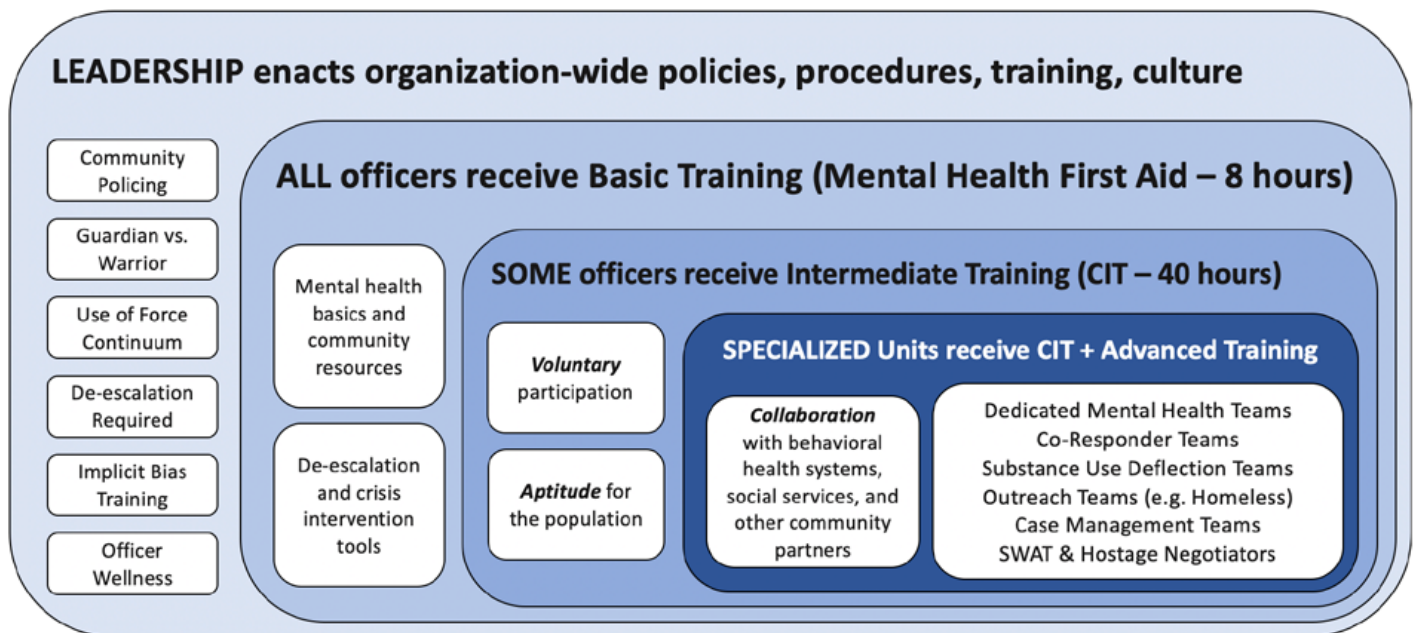 LEADERSHIP enacts organization-wide policies, procedures, training, culture
Community
Policing
Guardian vs.
Warrior
Use of Force
Continuum
De-escalation
Required
Implicit Bias
Training
Officer
Wellness
ALL officers receive Basic Training (Mental Health First Aid – 8 hours)
Mental health
basics and
community
resources
De-escalation
and crisis
intervention
tools
SOME officers receive Intermediate Training (CIT – 40 hours)
Voluntary
participation
Aptitude for
the population
SPECIALIZED Units receive CIT + Advanced Training
Collaboration
with behavioral
health systems,
social services, and
other community
partners
Dedicated Mental Health Teams
Co-Responder Teams
Substance Use Deflection Teams
Outreach Teams (e.g. Homeless)
Case Management Teams
SWAT & Hostage Negotiators